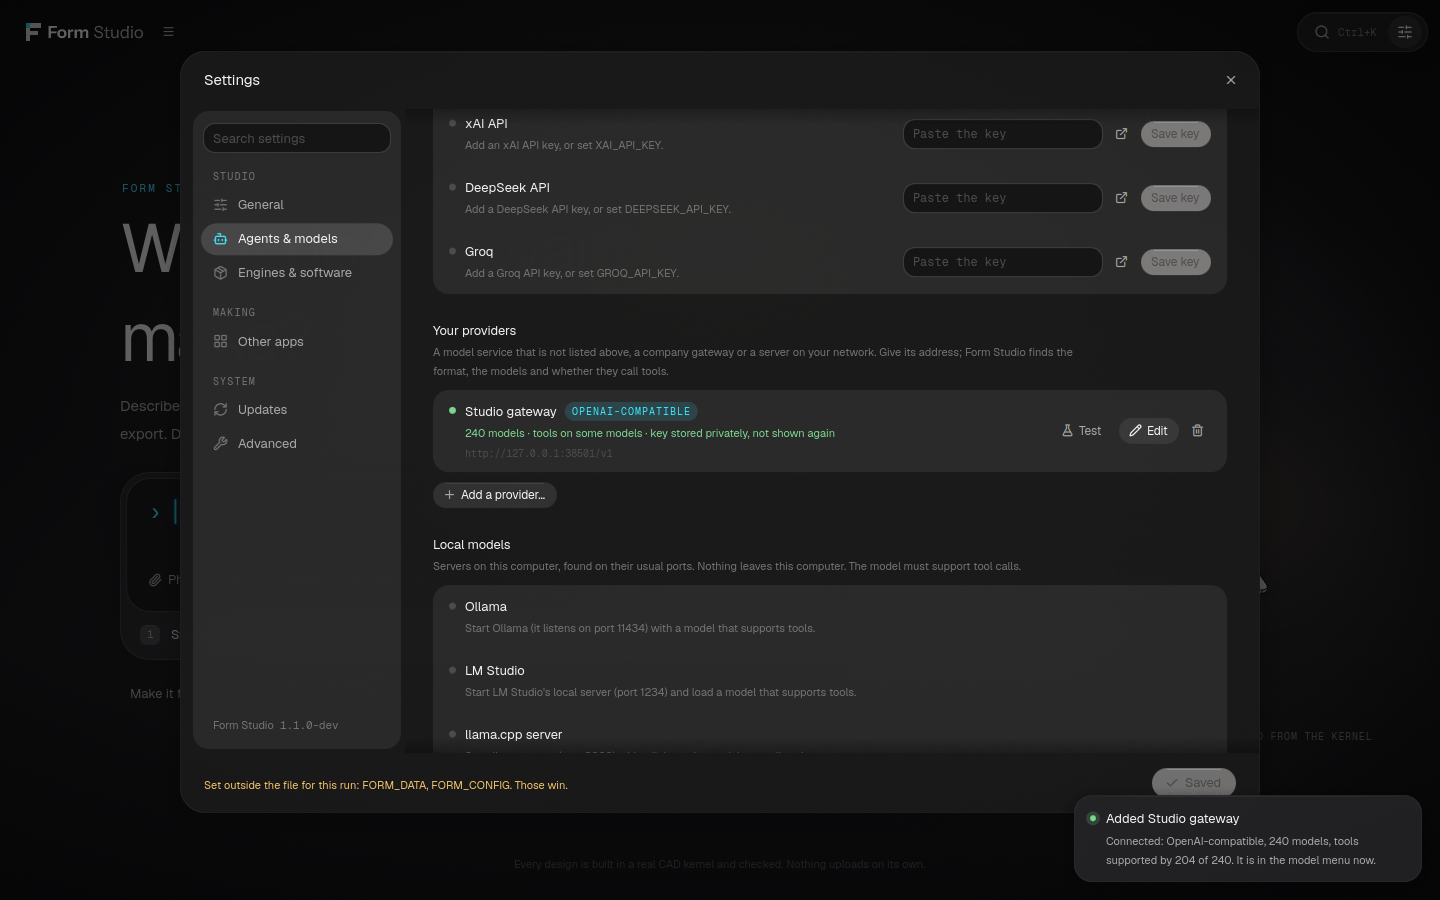 Form Studio
Ctrl+K
Settings
Search settings
STUDIO
General
Agents & models
Engines & software
MAKING
Other apps
SYSTEM
Updates
Advanced
Form Studio 1.1.0-dev
xAI API
Add an xAI API key, or set XAI_API_KEY.
Paste the key
Save key
DeepSeek API
Add a DeepSeek API key, or set DEEPSEEK_API_KEY.
Paste the key
Save key
Groq
Add a Groq API key, or set GROQ_API_KEY.
Paste the key
Save key
Your providers
A model service that is not listed above, a company gateway or a server on your network. Give its address; Form Studio finds the
format, the models and whether they call tools.
Studio gateway OPENAI-COMPATIBLE
240 models · tools on some models · key stored privately, not shown again
http://127.0.0.1:38501/v1
Test
Edit
Add a provider...
Local models
Servers on this computer, found on their usual ports. Nothing leaves this computer. The model must support tool calls.
Ollama
Start Ollama (it listens on port 11434) with a model that supports tools.
LM Studio
Start LM Studio's local server (port 1234) and load a model that supports tools.
llama.cpp server
Set outside the file for this run: FORM_DATA, FORM_CONFIG. Those win.
Saved
Added Studio gateway
Connected: OpenAI-compatible, 240 models, tools
supported by 204 of 240. It is in the model menu now.
FORM ST
W
ma
Describe
export. D
1
Make it f
FROM THE KERNEL
Every design is built in a real CAD kernel and checked. Nothing uploads on its own.